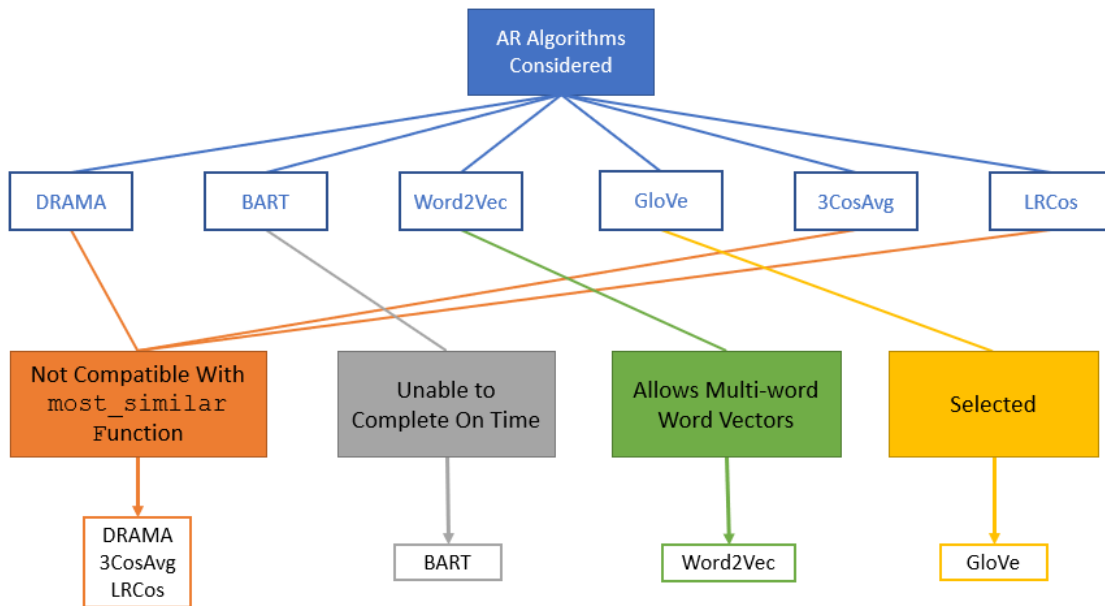 AR Algorithms
Considered
DRAMA
BART
Word2Vec
GloVe
3CosAvg
LRCos
Not Compatible With
most_similar
Function
Unable to
Complete On Time
Allows Multi-word
Word Vectors
Selected
DRAMA
3CosAvg
LRCos
BART
Word2Vec
GloVe